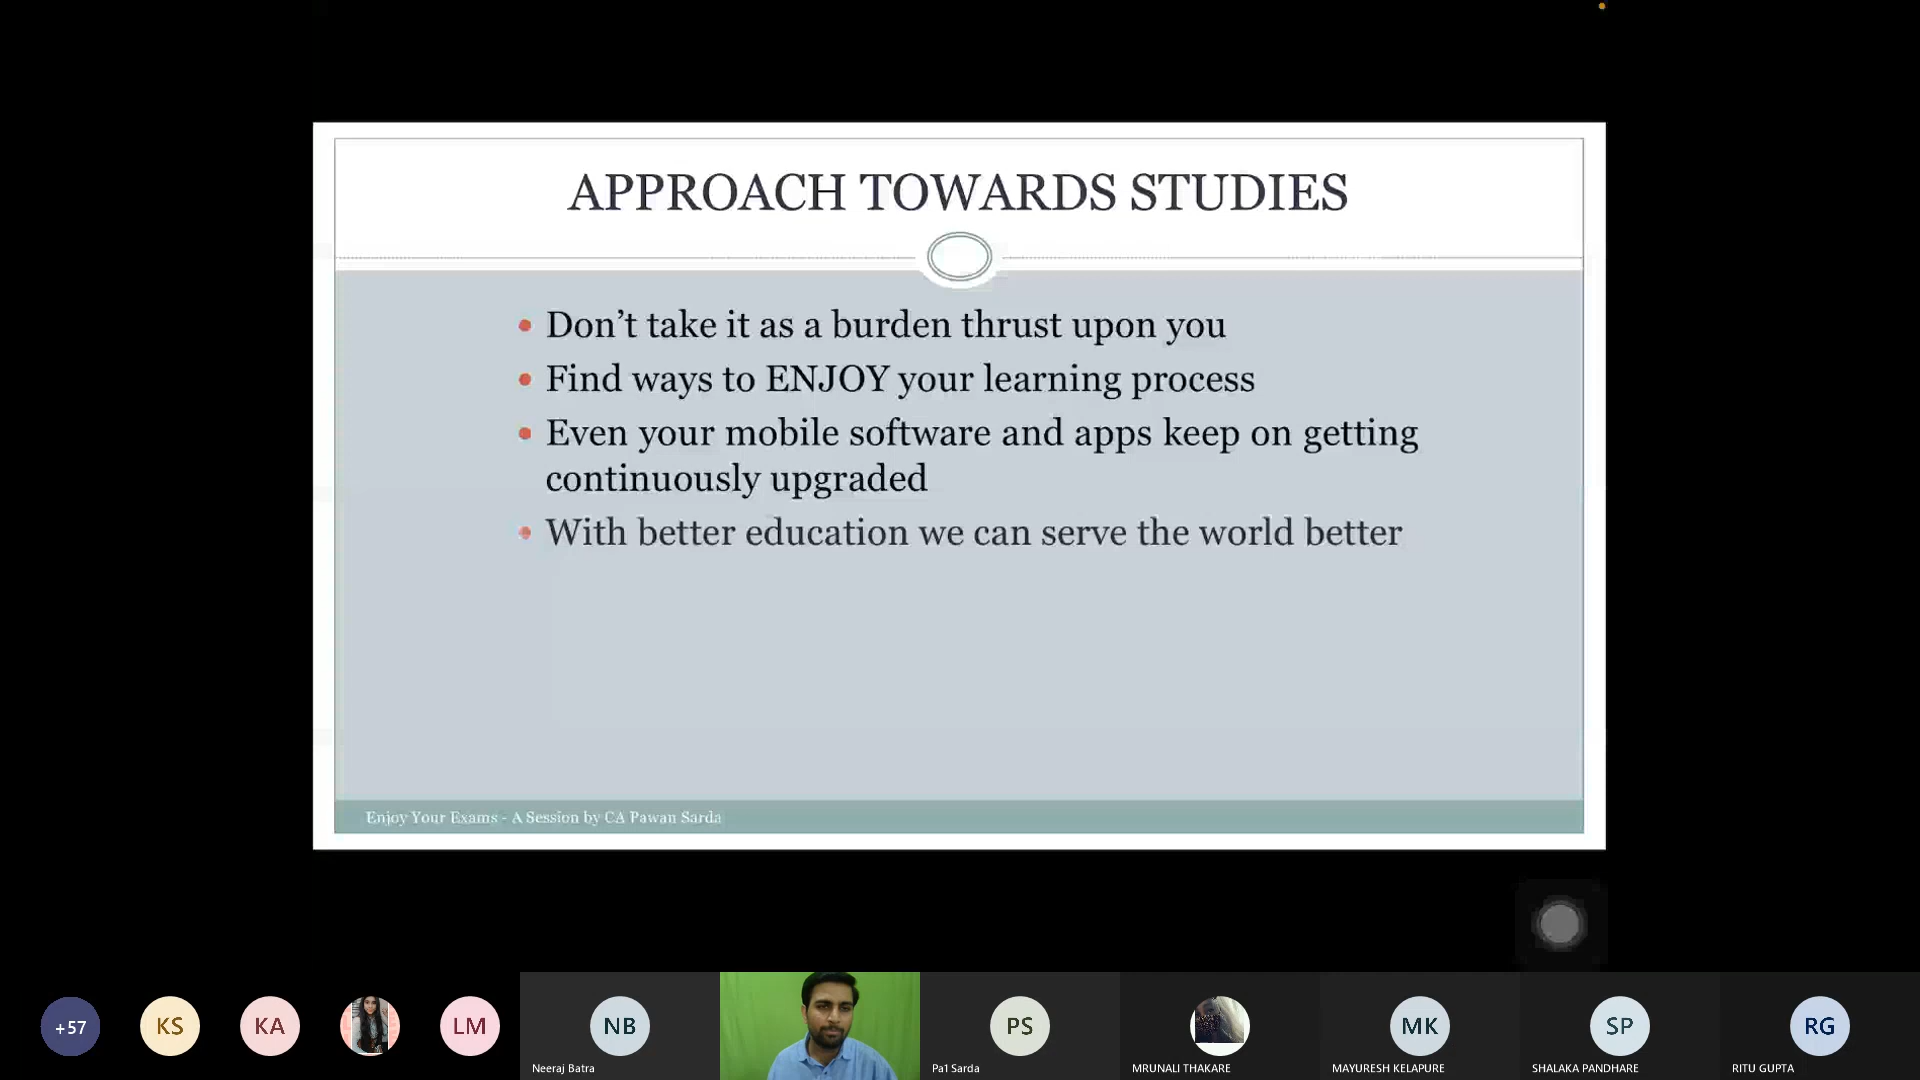 APPROACH TOWARDS STUDIES
• Don’t take it as a burden thrust upon you
• Find ways to ENJOY your learning process
• Even your mobile software and apps keep on getting
continuously upgraded
• With better education we can serve the world better
Enjoy Your Exams - A Session by CA Pawan Sarda
+57
KS
KA
LM
NB
Neeraj Batra
PS
Pa1 Sarda
MRUNALI THAKARE
MK
MAYURESH KELAPURE
SP
SHALAKA PANDHARE
RG
RITU GUPTA